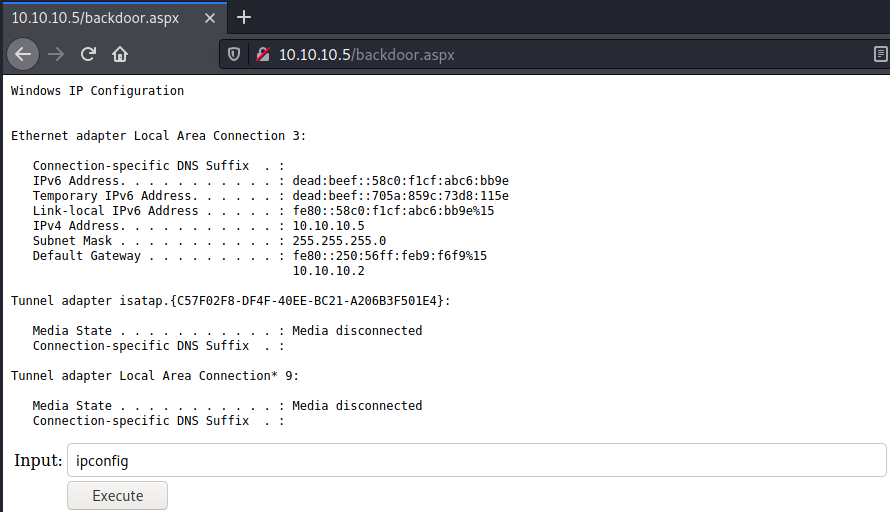 10.10.10.5/backdoor.aspx
10.10.10.5/backdoor.aspx
Windows IP Configuration
Ethernet adapter Local Area Connection 3:
Connection-specific DNS Suffix  . :
IPv6 Address. . . . . . . . . . . : dead:beef::58c0:f1cf:abc6:bb9e
Temporary IPv6 Address. . . . . . : dead:beef::705a:859c:73d8:115e
Link-local IPv6 Address . . . . . : fe80::58c0:f1cf:abc6:bb9e%15
IPv4 Address. . . . . . . . . . . : 10.10.10.5
Subnet Mask . . . . . . . . . . . : 255.255.255.0
Default Gateway . . . . . . . . . : fe80::250:56ff:feb9:f6f9%15
10.10.10.2
Tunnel adapter isatap.{C57F02F8-DF4F-40EE-BC21-A206B3F501E4}:
Media State . . . . . . . . . . . : Media disconnected
Connection-specific DNS Suffix  . :
Tunnel adapter Local Area Connection* 9:
Media State . . . . . . . . . . . : Media disconnected
Connection-specific DNS Suffix  . :
Input: ipconfig
Execute